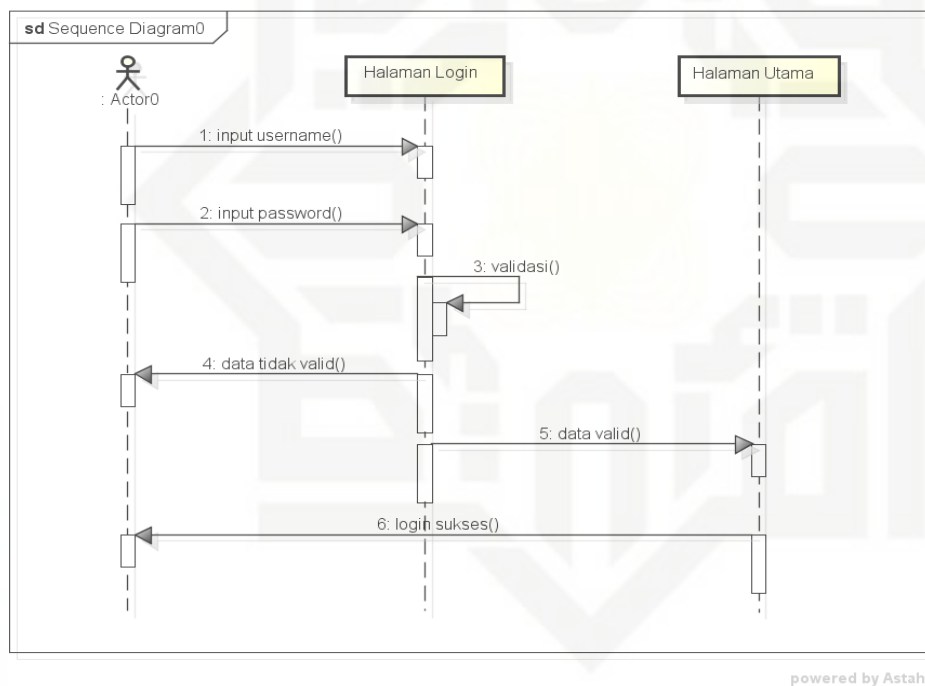 sd Sequence Diagram0
: Actor0
Halaman Login
Halaman Utama
1: input username()
2: input password()
3: validasi()
4: data tidak valid()
5: data valid()
6: login sukses()
powered by Astah